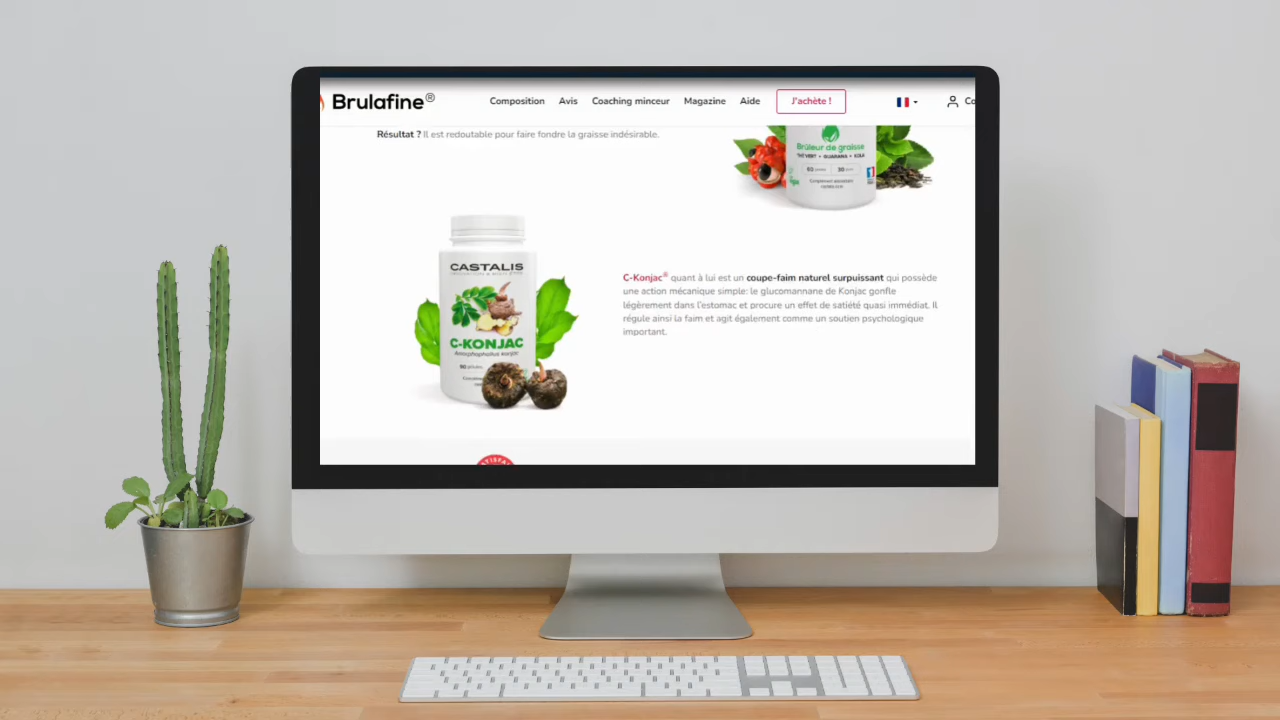 Brulafine®
Composition Avis Coaching minceur Magazine Aide J'achète ! Co
Résultat ? Il est redoutable pour faire fondre la graisse indésirable.
Brûleur de graisse
THÉ VERT • GUARANA • KOLA
CASTALIS
C-KONJAC
Amorphophallus konjac
C-Konjac® quant à lui est un coupe-faim naturel surpuissant qui possède
une action mécanique simple: le glucomannane de Konjac gonfle
légèrement dans l'estomac et procure un effet de satiété quasi immédiat. Il
régule ainsi la faim et agit également comme un soutien psychologique
important.